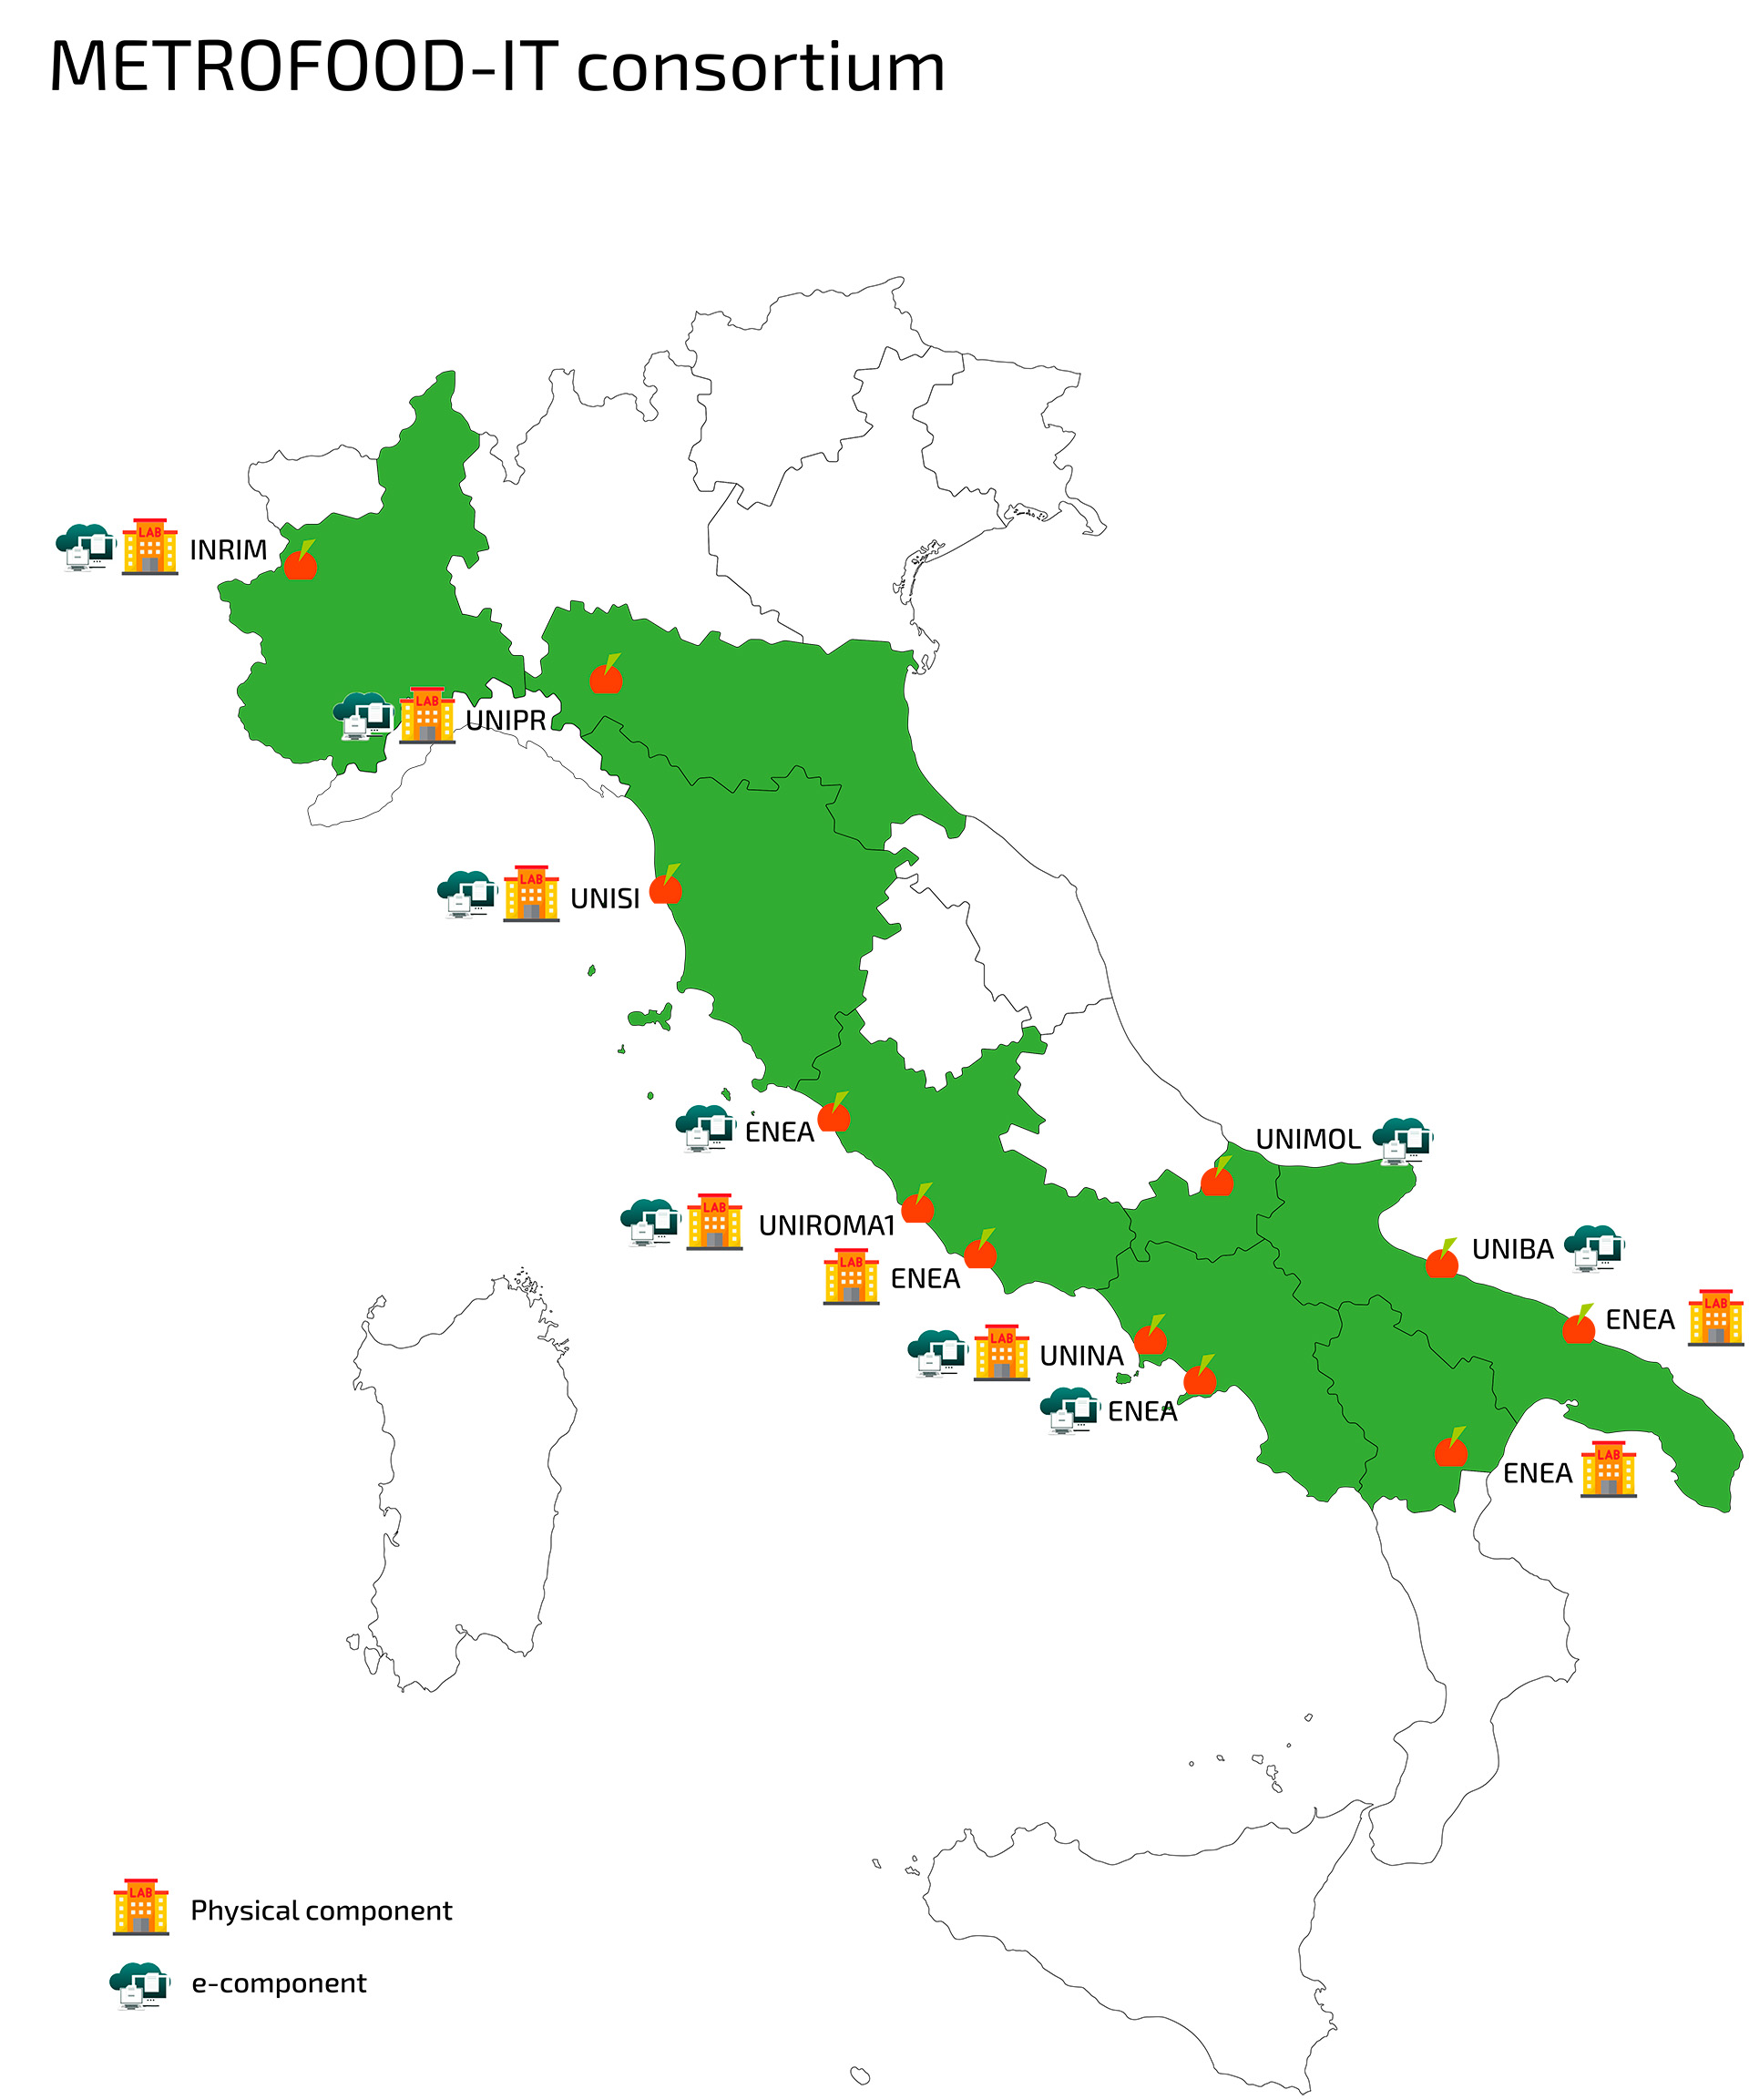 METROFOOD-IT consortium
LAB INRIM
LAB UNIPR
LAB UNISI
ENEA
UNIMOL
LAB UNIROMA1
UNIBA
LAB ENEA
ENEA LAB
LAB UNINA
ENEA
ENEA LAB
LAB Physical component
e-component